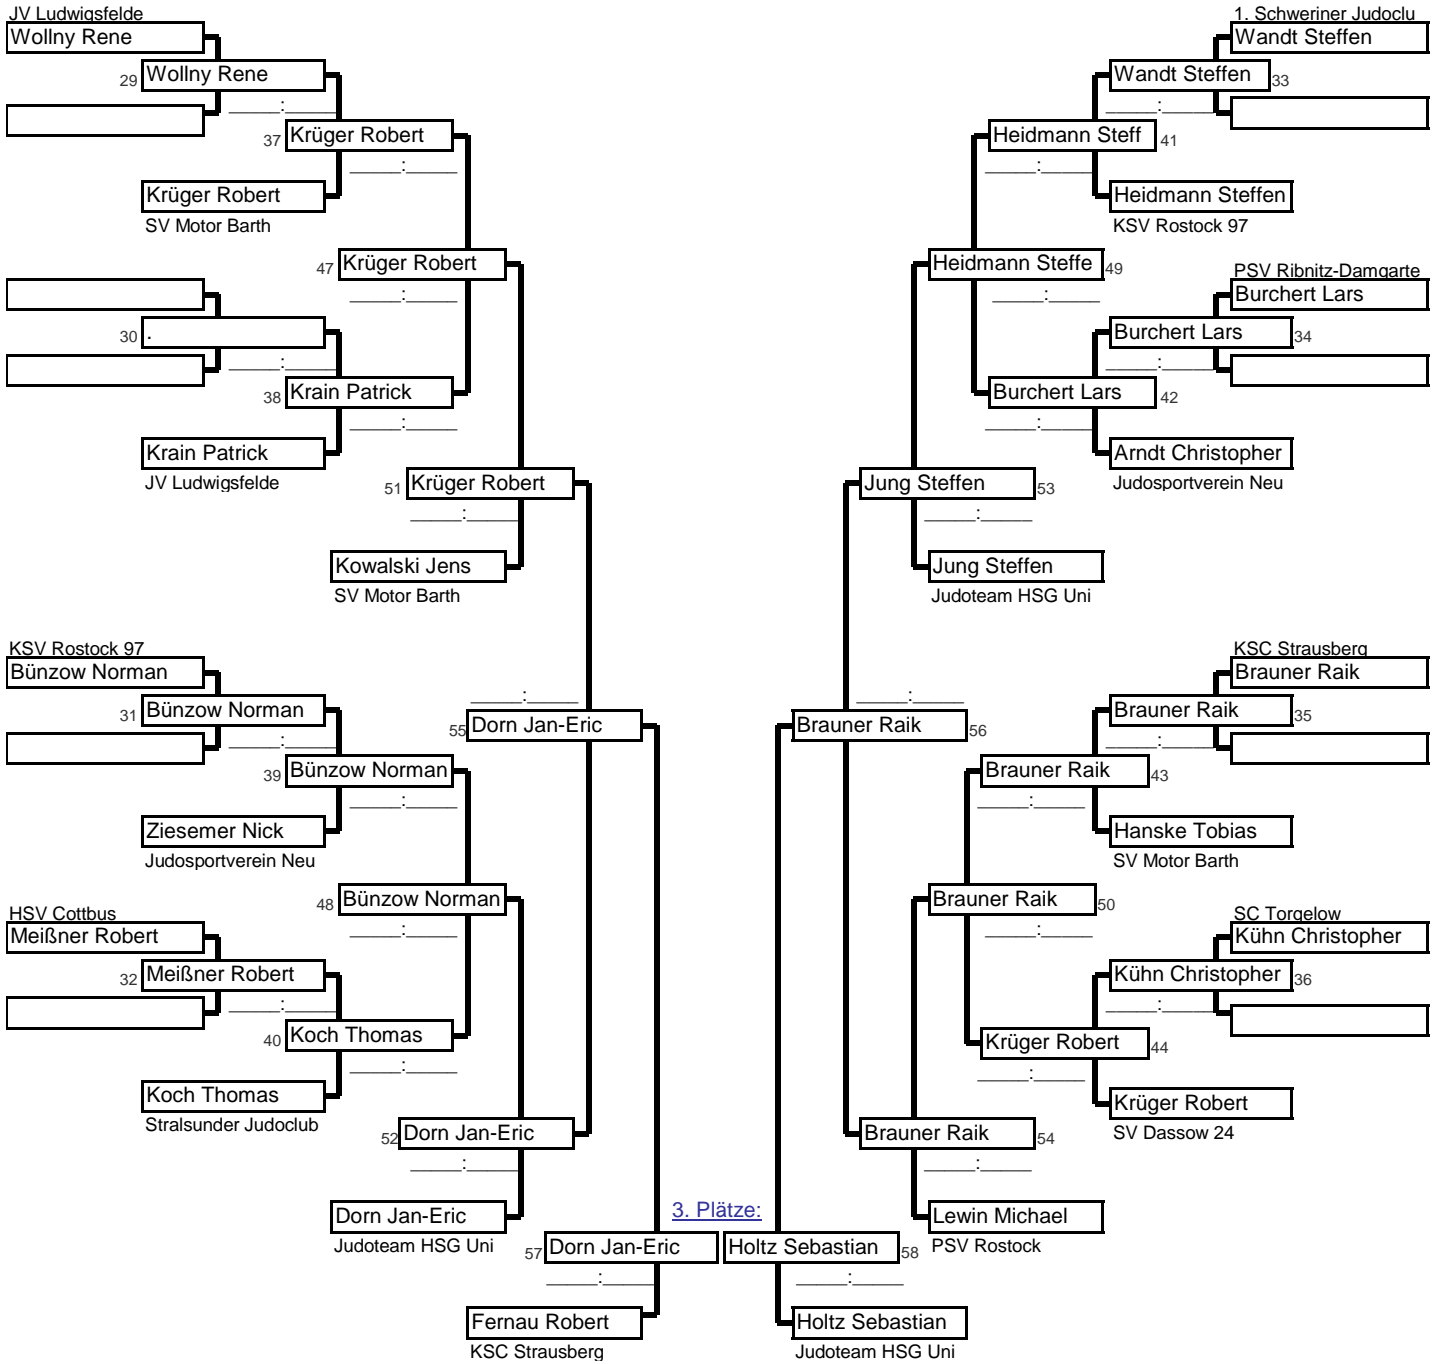 JV Ludwigsfelde
Wollny Rene
29 Wollny Rene
_____:_____
37 Krüger Robert
_____:_____
Krüger Robert
SV Motor Barth
47 Krüger Robert
_____:_____
30 .
_____:_____
38 Krain Patrick
_____:_____
Krain Patrick
JV Ludwigsfelde
51 Krüger Robert
_____:_____
Kowalski Jens
SV Motor Barth
KSV Rostock 97
Bünzow Norman
31 Bünzow Norman
_____:_____
39 Bünzow Norman
_____:_____
Ziesemer Nick
Judosportverein Neu
_____:_____
55 Dorn Jan-Eric
48 Bünzow Norman
_____:_____
HSV Cottbus
Meißner Robert
32 Meißner Robert
_____:_____
40 Koch Thomas
_____:_____
Koch Thomas
Stralsunder Judoclub
52 Dorn Jan-Eric
_____:_____
Dorn Jan-Eric
Judoteam HSG Uni
3. Plätze:
57 Dorn Jan-Eric
_____:_____
Fernau Robert
KSC Strausberg
1. Schweriner Judoclu
Wandt Steffen
Wandt Steffen 33
_____:_____
Heidmann Steff 41
_____:_____
Heidmann Steffen
KSV Rostock 97
Heidmann Steffe 49
_____:_____
PSV Ribnitz-Damgarte
Burchert Lars
Burchert Lars 34
_____:_____
Burchert Lars 42
_____:_____
Arndt Christopher
Judosportverein Neu
Jung Steffen 53
_____:_____
Jung Steffen
Judoteam HSG Uni
KSC Strausberg
Brauner Raik
Brauner Raik 35
_____:_____
_____:_____
Brauner Raik 56
Brauner Raik 43
_____:_____
Hanske Tobias
SV Motor Barth
Brauner Raik 50
_____:_____
SC Torgelow
Kühn Christopher
Kühn Christopher 36
_____:_____
Krüger Robert 44
_____:_____
Krüger Robert
SV Dassow 24
Brauner Raik 54
_____:_____
Lewin Michael
PSV Rostock
Holtz Sebastian 58
_____:_____
Holtz Sebastian
Judoteam HSG Uni